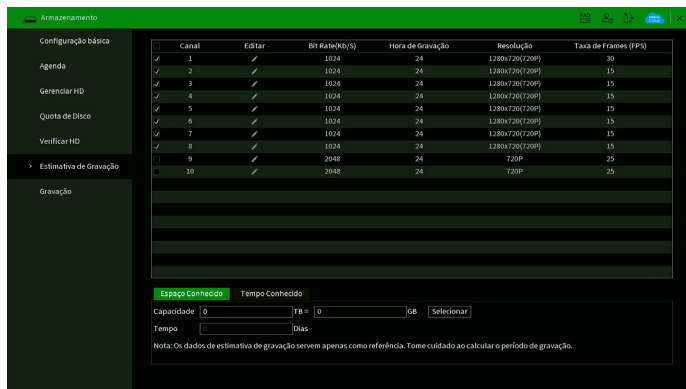 Armazenamento
FAQ
Configuração básica
Agenda
Gerenciar HD
Quota de Disco
Verificar HD
> Estimativa de Gravação
Gravação
Canal Editar Bit Rate(Kb/S) Hora de Gravação Resolução Taxa de Frames (FPS)
1 1024 24 1280x720(720P) 30
2 1024 24 1280x720(720P) 15
3 1024 24 1280x720(720P) 15
4 1024 24 1280x720(720P) 15
5 1024 24 1280x720(720P) 15
6 1024 24 1280x720(720P) 15
7 1024 24 1280x720(720P) 15
8 1024 24 1280x720(720P) 15
9 2048 24 720P 25
10 2048 24 720P 25
Espaço Conhecido Tempo Conhecido
Capacidade 0 TB = 0 GB Selecionar
Tempo 0 Dias
Nota: Os dados de estimativa de gravação servem apenas como referência. Tome cuidado ao calcular o período de gravação.